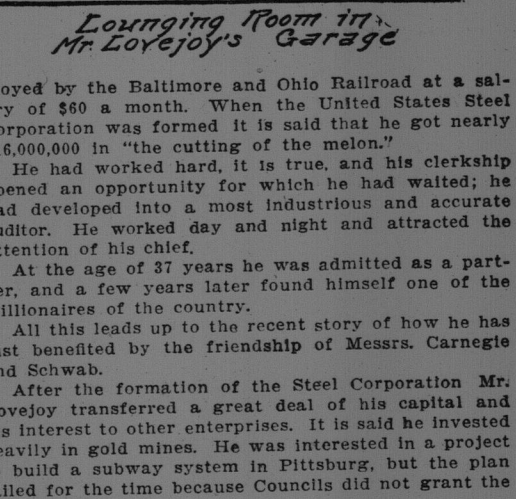 Lounging Room in
Mr. Lovejoy's Garage
oyed by the Baltimore and Ohio Railroad at a sal-
ry of $60 a month. When the United States Steel
orporation was formed it is said that he got nearly
6,000,000 in "the cutting of the melon."
He had worked hard, it is true, and his clerkship
pened an opportunity for which he had waited; he
ad developed into a most industrious and accurate
uditor. He worked day and night and attracted the
ttention of his chief.
At the age of 37 years he was admitted as a part-
er, and a few years later found himself one of the
illionaires of the country.
All this leads up to the recent story of how he has
st benefited by the friendship of Messrs. Carnegie
nd Schwab.
After the formation of the Steel Corporation Mr.
ovejoy transferred a great deal of his capital and
s interest to other enterprises. It is said he invested
eavily in gold mines. He was interested in a project
build a subway system in Pittsburg, but the plan
iled for the time because Councils did not grant the